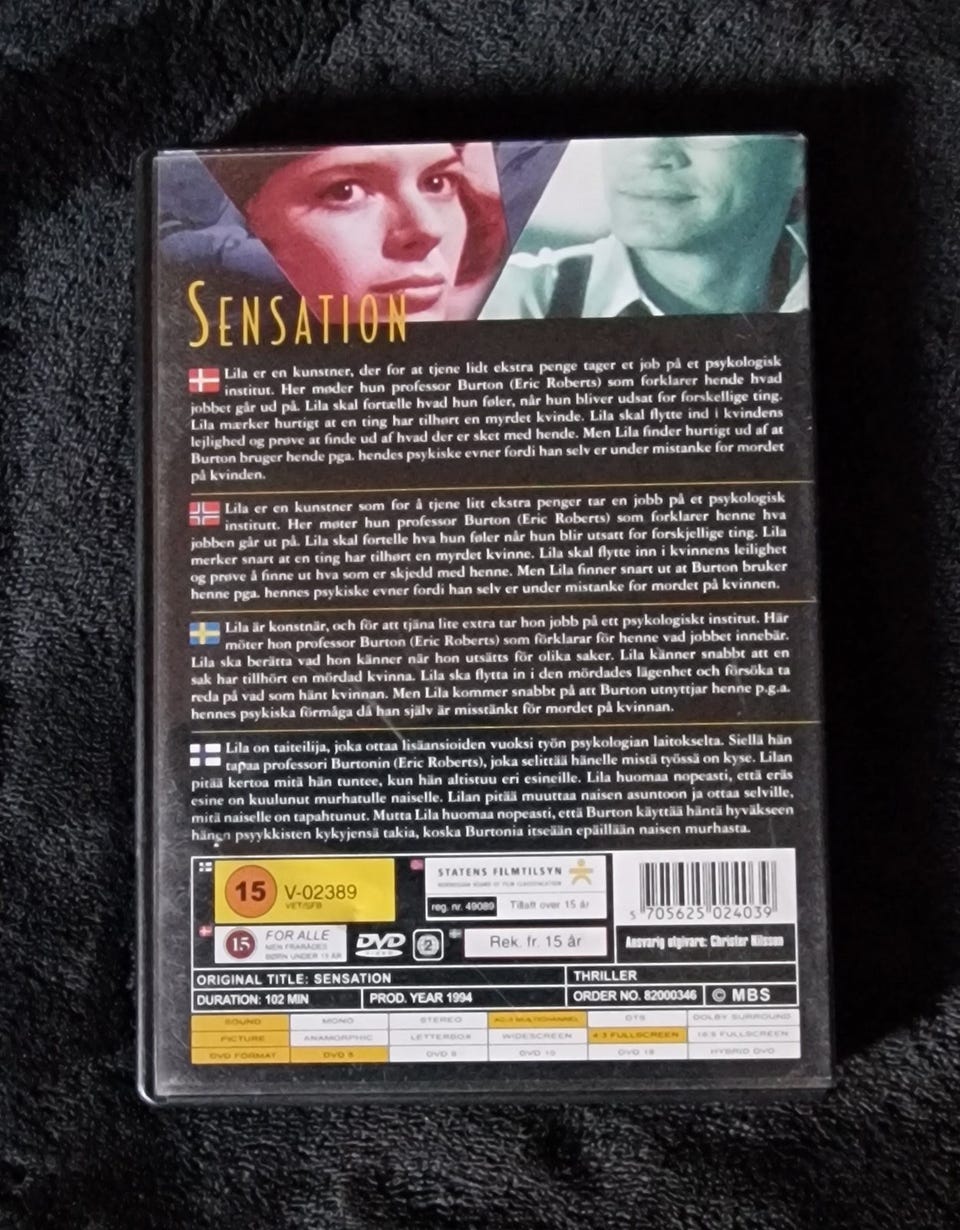 SENSATION
Lila er en kunstner, der for at tjene lidt ekstra penge tager et job på et psykologisk
institut. Her møder hun professor Burton (Eric Roberts) som forklarer hende hvad
jobbet går ud på. Lila skal fortælle hvad hun føler, når hun bliver udsat for forskellige ting.
Lila mærker hurtigt at en ting har tilhørt en myrdet kvinde. Lila skal flytte ind i kvindens
lejlighed og prøve at finde ud af hvad der er sket med hende. Men Lila finder hurtigt ud af at
Burton bruger hende pga. hendes psykiske evner fordi han selv er under mistanke for mordet
på kvinden.
Lila er en kunstner som for å tjene litt ekstra penger tar en jobb på et psykologisk
institutt. Her møter hun professor Burton (Eric Roberts) som forklarer henne hva
jobben går ut på. Lila skal fortelle hva hun føler når hun blir utsatt for forskjellige ting. Lila
merker snart at en ting har tilhørt en myrdet kvinne. Lila skal flytte inn i kvinnens leilighet
og prøve å finne ut hva som er skjedd med henne. Men Lila finner snart ut at Burton bruker
henne pga. hennes psykiske evner fordi han selv er under mistanke for mordet på kvinnen.
Lila är konstnär, och för att tjäna lite extra tar hon jobb på ett psykologiskt institut. Här
möter hon professor Burton (Eric Roberts) som förklarar för henne vad jobbet innebär.
Lila ska berätta vad hon känner när hon utsätts för olika saker. Lila känner snabbt att en
sak har tillhört en mördad kvinna. Lila ska flytta in i den mördades lägenhet och försöka ta
reda på vad som hänt kvinnan. Men Lila kommer snabbt på att Burton utnyttjar henne p.g.a.
hennes psykiska förmåga då han själv är misstänkt för mordet på kvinnan.
Lila on taiteilija, joka ottaa lisäansioiden vuoksi työn psykologian laitokselta. Siellä hän
tapaa professori Burtonin (Eric Roberts), joka selittää hänelle mistä työssä on kyse. Lilan
pitää kertoa mitä hän tuntee, kun hän altistuu eri esineille. Lila huomaa nopeasti, että eräs
esine on kuulunut murhatulle naiselle. Lilan pitää muuttaa naisen asuntoon ja ottaa selville,
mitä naiselle on tapahtunut. Mutta Lila huomaa nopeasti, että Burton käyttää häntä hyväkseen
hänen psyykkisten kykyjensä takia, koska Burtonia itseään epäillään naisen murhasta.
15 V-02389
VET/SFB
STATENS FILMTILSYN
NORWEGIAN BOARD OF FILM CLASSIFICATION
reg. nr. 49089 Tillatt over 15 år
5 705625 024039
15 FOR ALLE
MEN FRARÅDES
BØRN UNDER 15 ÅR
DVD VIDEO
2
Rek. fr. 15 år
Ansvarig utgivare: Christer Nilsson
ORIGINAL TITLE: SENSATION THRILLER
DURATION: 102 MIN PROD. YEAR 1994 ORDER NO. 82000346 © MBS
SOUND MONO STEREO AC-3 MULTICHANNEL DTS DOLBY SURROUND
PICTURE ANAMORPHIC LETTERBOX WIDESCREEN 4:3 FULLSCREEN 16:9 FULLSCREEN
DVD FORMAT DVD 5 DVD 9 DVD 10 DVD 18 HYBRID DVD